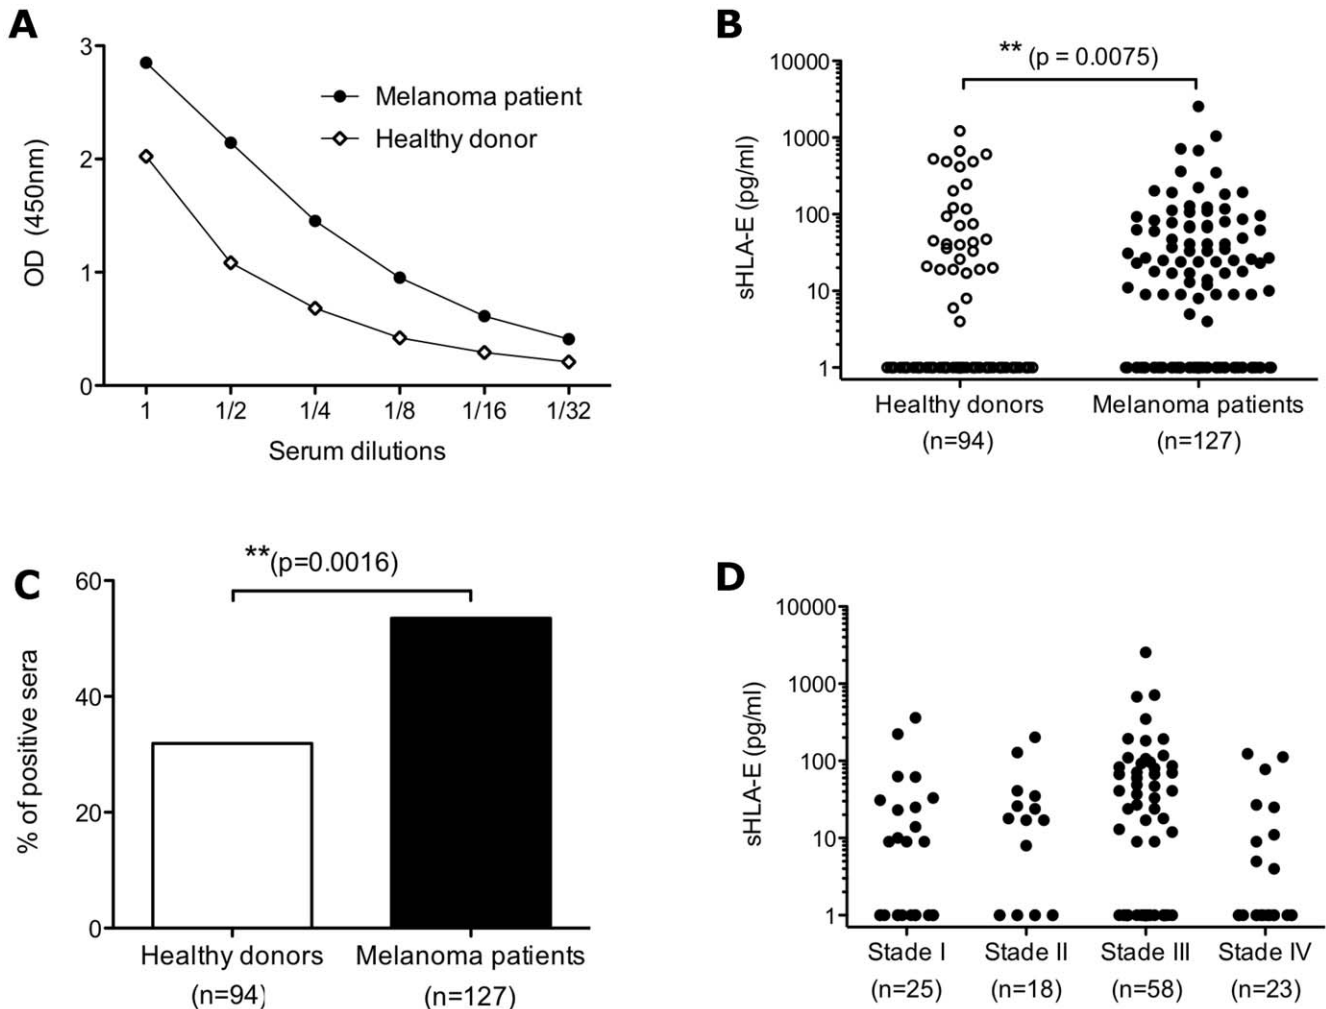 A
3
2
1
0
OD (450nm)
Melanoma patient
Healthy donor
1 1/2 1/4 1/8 1/16 1/32
Serum dilutions
B
** (p = 0.0075)
10000
1000
100
10
1
sHLA-E (pg/ml)
Healthy donors Melanoma patients
(n=94) (n=127)
C
**(p=0.0016)
60
40
20
0
% of positive sera
Healthy donors Melanoma patients
(n=94) (n=127)
D
10000
1000
100
10
1
sHLA-E (pg/ml)
Stade I Stade II Stade III Stade IV
(n=25) (n=18) (n=58) (n=23)